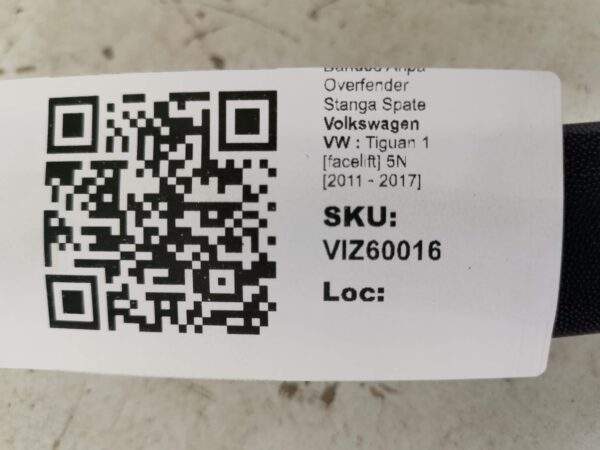 Overfender
Stanga Spate
Volkswagen
VW : Tiguan 1
[facelift] 5N
[2011 - 2017]
SKU:
VIZ60016
Loc: